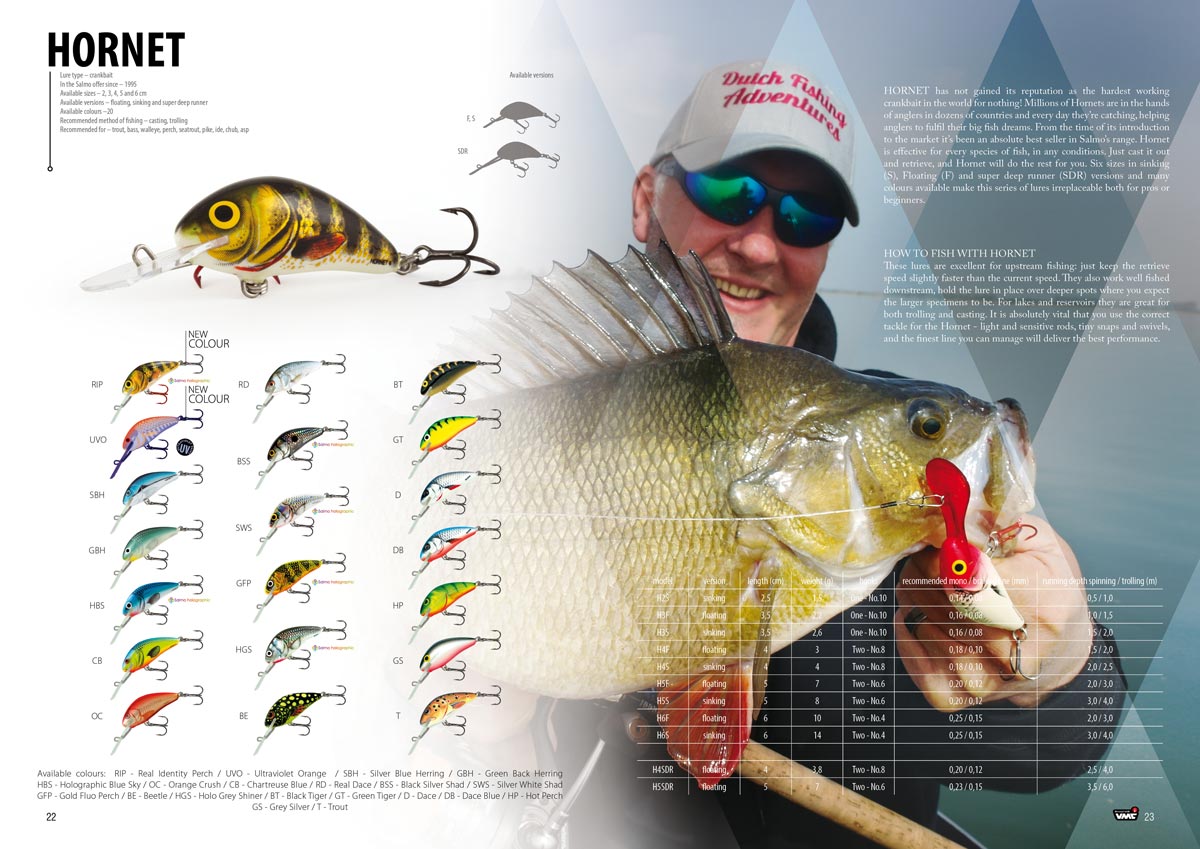 HORNET
Lure type – crankbait
In the Salmo offer since – 1995
Available sizes – 2, 3, 4, 5 and 6 cm
Available versions – floating, sinking and super deep runner
Available colours –20
Recommended method of fishing – casting, trolling
Recommended for – trout, bass, walleye, perch, seatrout, pike, ide, chub, asp
Available versions
F, S
SDR
Dutch Fishing
Adventures
HORNET has not gained its reputation as the hardest working
crankbait in the world for nothing! Millions of Hornets are in the hands
of anglers in dozens of countries and every day they're catching, helping
anglers to fulfil their big fish dreams. From the time of its introduction
to the market it's been an absolute best seller in Salmo's range. Hornet
is effective for every species of fish, in any conditions. Just cast it out
and retrieve, and Hornet will do the rest for you. Six sizes in sinking
(S), Floating (F) and super deep runner (SDR) versions and many
colours available make this series of lures irreplaceable both for pros or
beginners.
HOW TO FISH WITH HORNET
These lures are excellent for upstream fishing: just keep the retrieve
speed slightly faster than the current speed. They also work well fished
downstream, hold the lure in place over deeper spots where you expect
the larger specimens to be. For lakes and reservoirs they are great for
both trolling and casting. It is absolutely vital that you use the correct
tackle for the Hornet - light and sensitive rods, tiny snaps and swivels,
and the finest line you can manage will deliver the best performance.
NEW
COLOUR
RIP
Salmo holographic
RD
BT
NEW
COLOUR
UVO
UV
BSS
Salmo holographic
GT
SBH
SWS
Salmo holographic
D
GBH
GFP
Salmo holographic
DB
HBS
Salmo holographic
HGS
Salmo holographic
HP
CB
GS
OC
BE
T
model version length (cm) weight (g) recommended mono / (mm) running depth spinning / trolling (m)
H2S sinking 2,5 1,5 One - No.10 0,5 / 1,0
H3F floating 3,5 One - No.10 0,16 / 0,08 1,0 / 1,5
H3S sinking 3,5 2,6 One - No.10 0,16 / 0,08 1,5 / 2,0
H4F floating 4 3 Two - No.8 0,18 / 0,10 1,5 / 2,0
H4S sinking 4 4 Two - No.8 0,18 / 0,10 2,0 / 2,5
H5F floating 5 7 Two - No.6 0,20 / 0,12 2,0 / 3,0
H5S sinking 5 8 Two - No.6 0,20 / 0,12 3,0 / 4,0
H6F floating 6 10 Two - No.4 0,25 / 0,15 2,0 / 3,0
H6S sinking 6 14 Two - No.4 0,25 / 0,15 3,0 / 4,0
H4SDR floating 4 3,8 Two - No.8 0,20 / 0,12 2,5 / 4,0
H5SDR floating 5 7 Two - No.6 0,23 / 0,15 3,5 / 6,0
Available colours: RIP - Real Identity Perch / UVO - Ultraviolet Orange / SBH - Silver Blue Herring / GBH - Green Back Herring
HBS - Holographic Blue Sky / OC - Orange Crush / CB - Chartreuse Blue / RD - Real Dace / BSS - Black Silver Shad / SWS - Silver White Shad
GFP - Gold Fluo Perch / BE - Beetle / HGS - Holo Grey Shiner / BT - Black Tiger / GT - Green Tiger / D - Dace / DB - Dace Blue / HP - Hot Perch
GS - Grey Silver / T - Trout
22
VMC
23